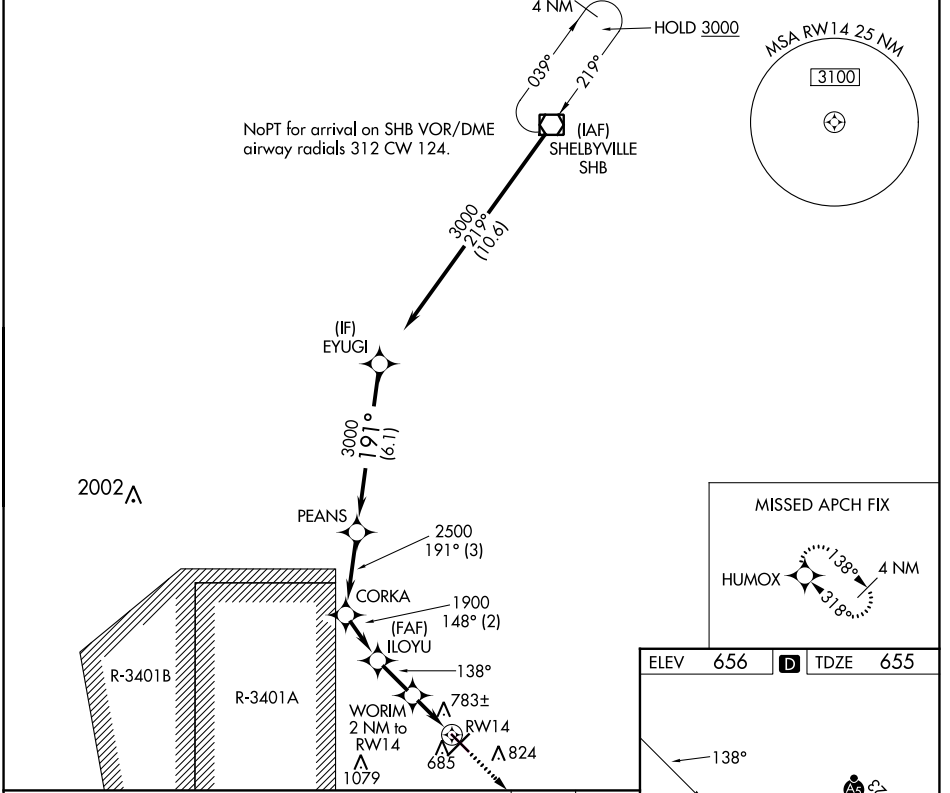 4 NM
HOLD 3000
039°
219°
MSA RW14 25 NM
3100
NoPT for arrival on SHB VOR/DME
airway radials 312 CW 124.
(IAF)
SHELBYVILLE
SHB
3000
219°
(10.6)
(IF)
EYUGI
3000
191°
(6.1)
2002
PEANS
2500
191° (3)
MISSED APCH FIX
HUMOX
138°
4 NM
318°
CORKA
1900
148° (2)
(FAF)
ILOYU
138°
R-3401B
R-3401A
WORIM
2 NM to
RW14
783±
RW14
685
824
1079
ELEV 656 D TDZE 655
138°
A5